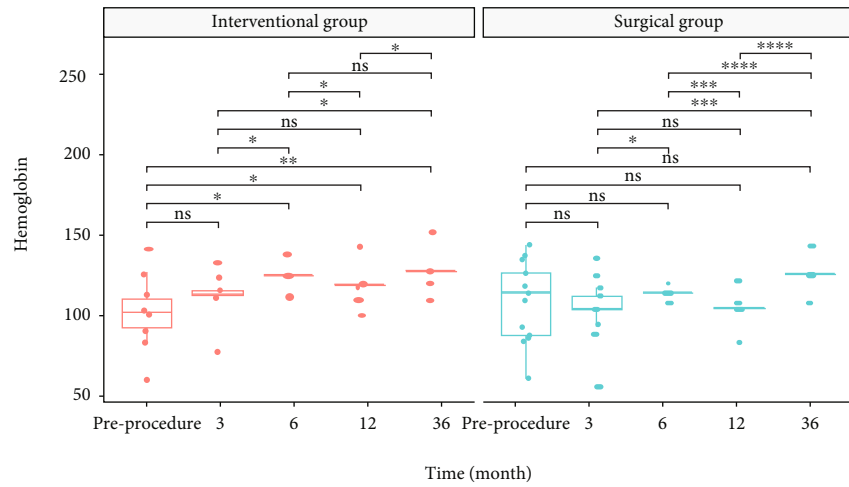 Interventional group Surgical group
* ****
250 ns ****
* ***
* ***
ns ns
200 * *
** ns
* ns
* ns
ns ns
Hemoglobin
150
100
50
Pre-procedure 3 6 12 36 Pre-procedure 3 6 12 36
Time (month)